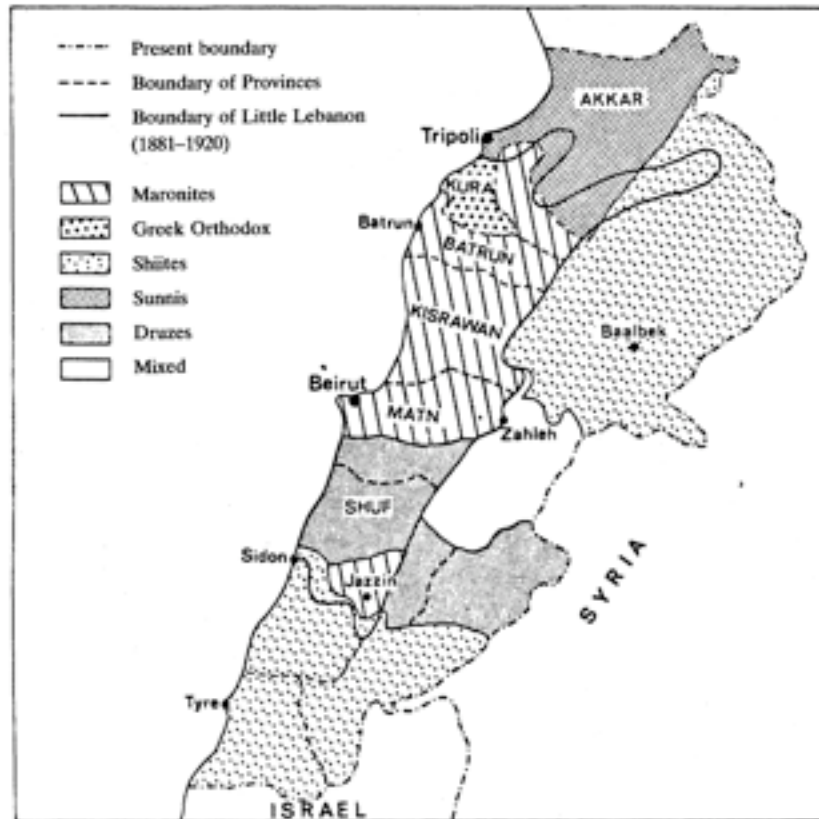 Present boundary
Boundary of Provinces
Boundary of Little Lebanon
(1881–1920)
Maronites
Greek Orthodox
Shiites
Sunnis
Druzes
Mixed
AKKAR
Tripoli
KURA
Batrun
BATRUN
KISRAWAN
Baalbek
Beirut
MATN
Zahleh
SHUF
Sidon
Jazzin
SYRIA
Tyre
ISRAEL